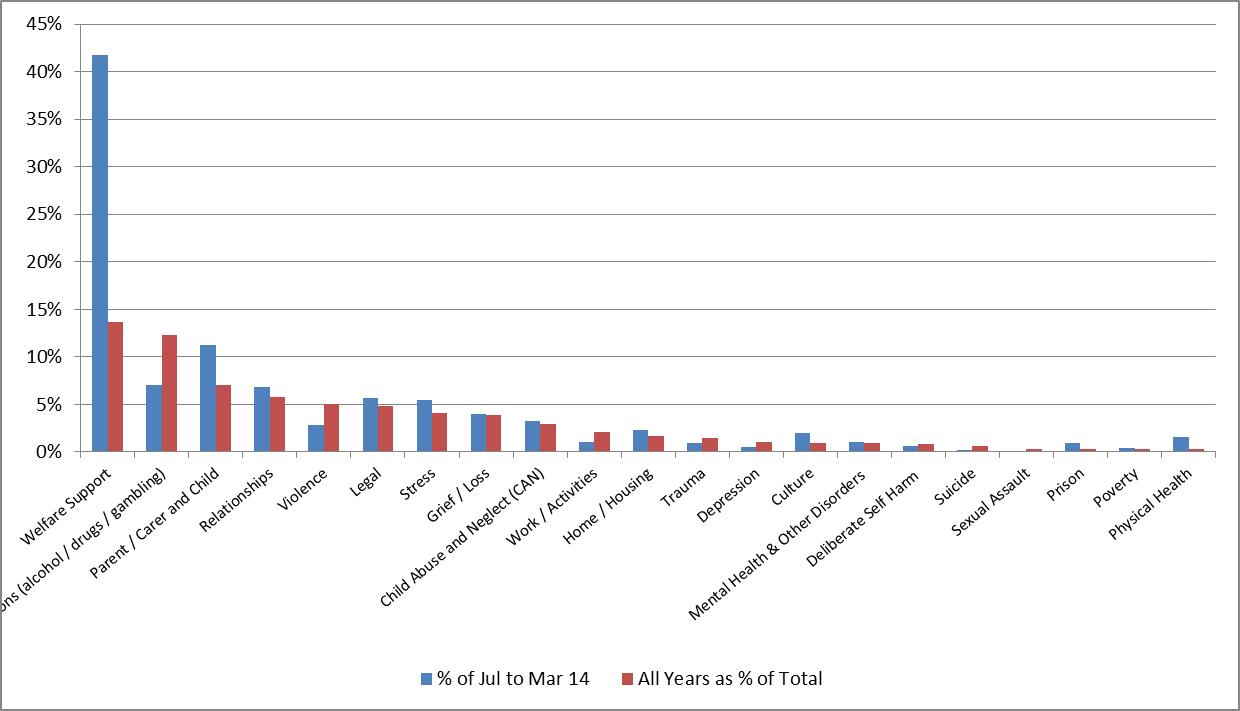 45%
40%
35%
30%
25%
20%
15%
10%
5%
0%
Welfare Support
ons (alcohol / drugs / gambling)
Parent / Carer and Child
Relationships
Violence
Legal
Stress
Grief / Loss
Child Abuse and Neglect (CAN)
Work / Activities
Home / Housing
Trauma
Depression
Culture
Mental Health & Other Disorders
Deliberate Self Harm
Suicide
Sexual Assault
Prison
Poverty
Physical Health
% of Jul to Mar 14
All Years as % of Total